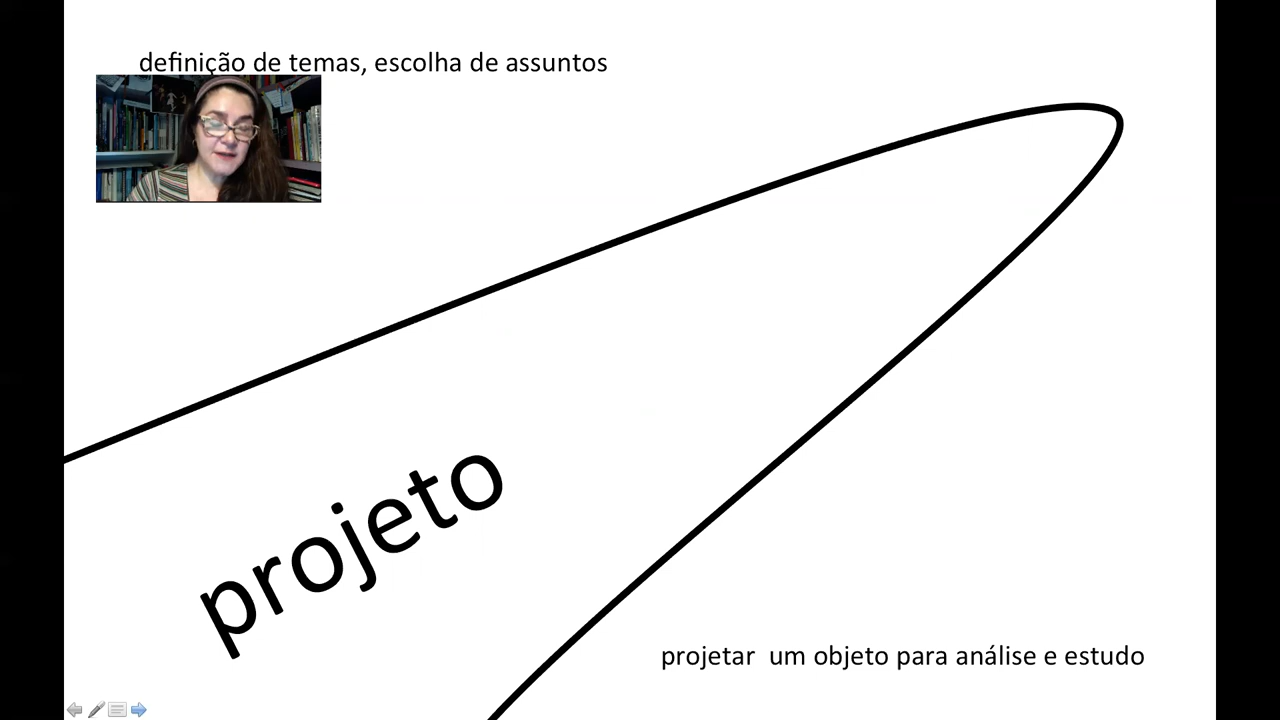 definição de temas, escolha de assuntos
projeto
projetar  um objeto para análise e estudo